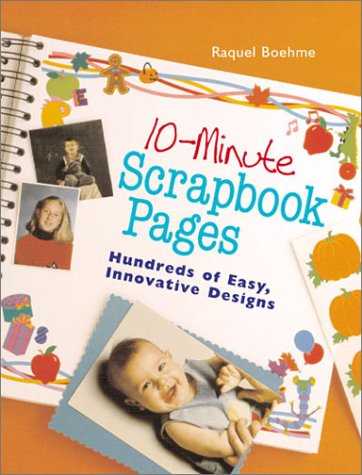 Raquel Boehme
10-Minute
Scrapbook
Pages
Hundreds of Easy,
Innovative Designs
E
S